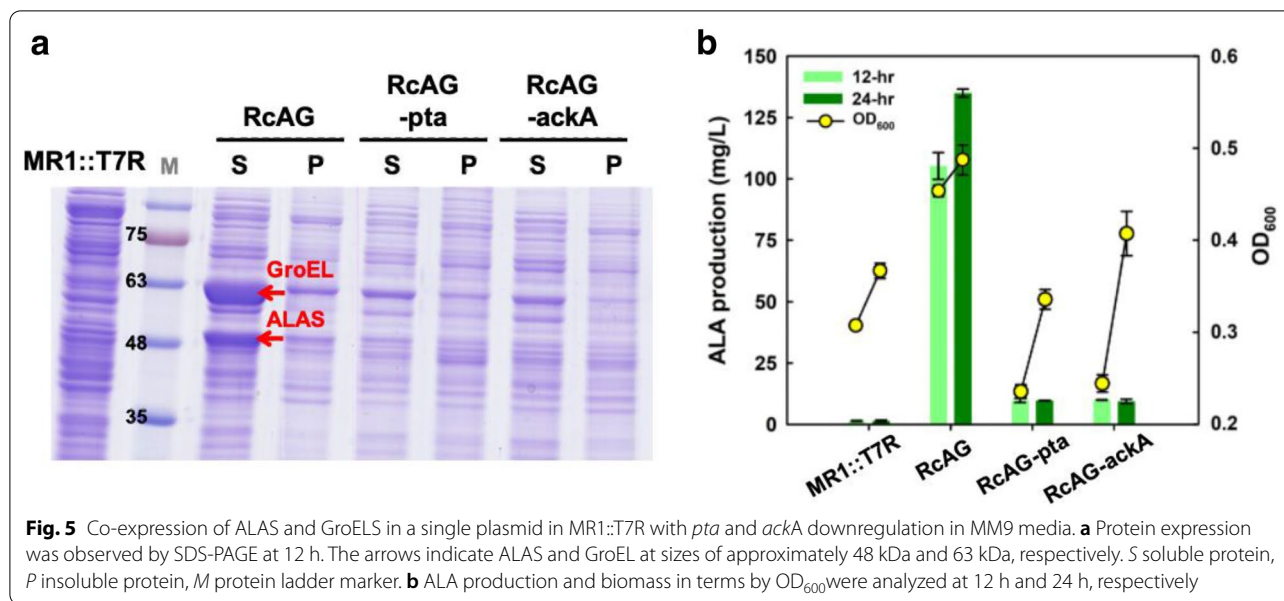 a
RcAG
RcAG
-pta
RcAG
-ackA
MR1::T7R M S P S P S P
75
63
48
35
GroEL
ALAS
b
150
125
100
75
50
25
0
ALA production (mg/L)
12-hr
24-hr
OD600
0.6
0.5
0.4
0.3
0.2
OD600
MR1::T7R RcAG RcAG-pta RcAG-ackA
Fig. 5 Co-expression of ALAS and GroELS in a single plasmid in MR1::T7R with pta and ackA downregulation in MM9 media. a Protein expression
was observed by SDS-PAGE at 12 h. The arrows indicate ALAS and GroEL at sizes of approximately 48 kDa and 63 kDa, respectively. S soluble protein,
P insoluble protein, M protein ladder marker. b ALA production and biomass in terms by OD600were analyzed at 12 h and 24 h, respectively